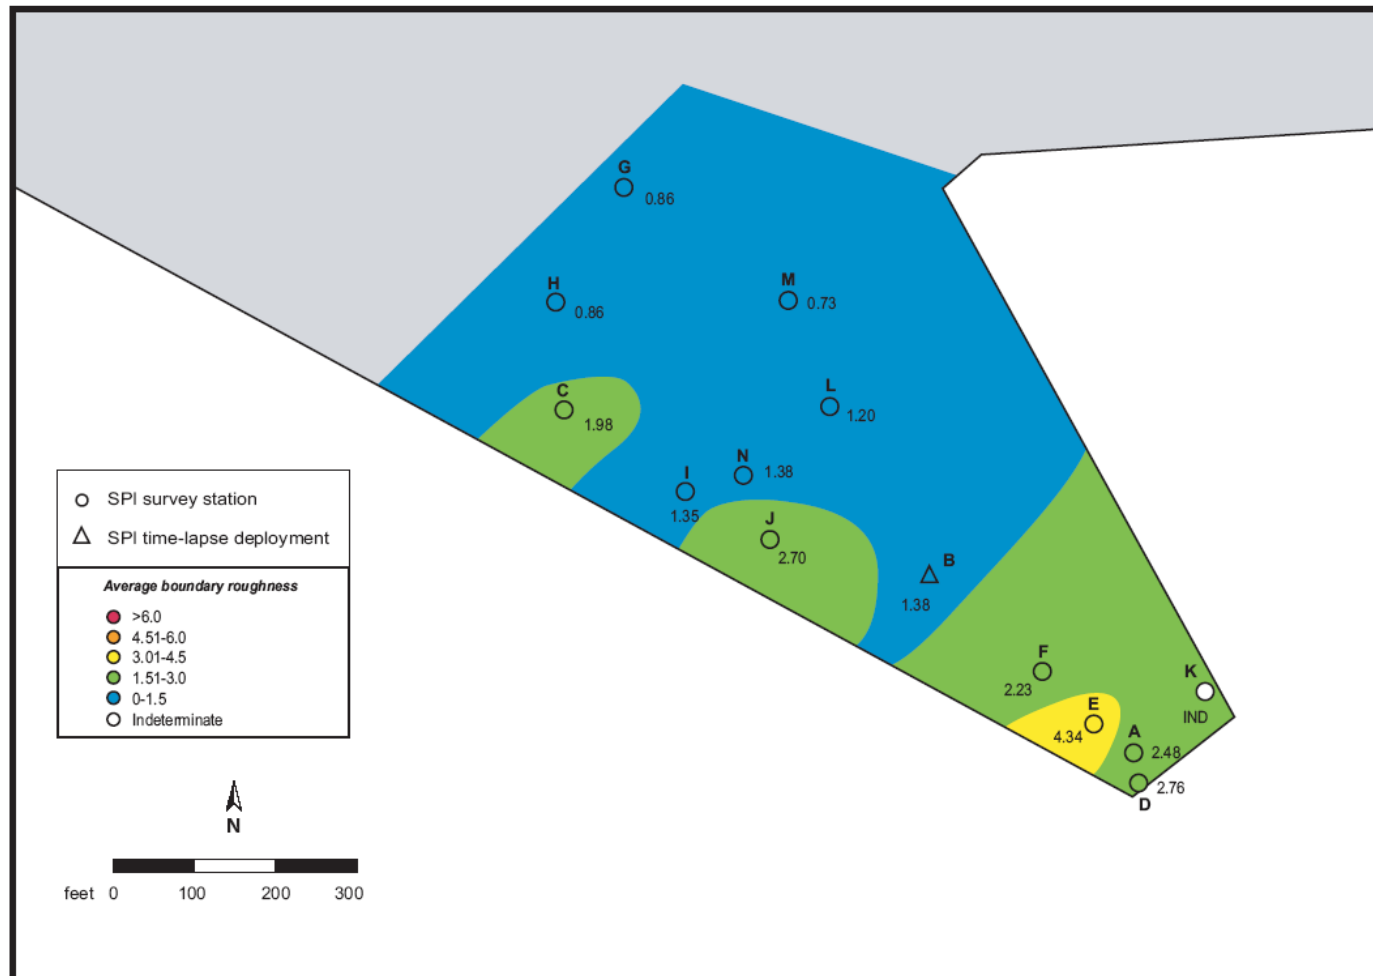 G
0.86
H
0.86
M
0.73
C
1.98
L
1.20
N
1.38
I
1.35
J
2.70
B
1.38
F
2.23
K
IND
E
4.34
A
2.48
2.76
D
SPI survey station
SPI time-lapse deployment
Average boundary roughness
>6.0
4.51-6.0
3.01-4.5
1.51-3.0
0-1.5
Indeterminate
N
feet 0 100 200 300